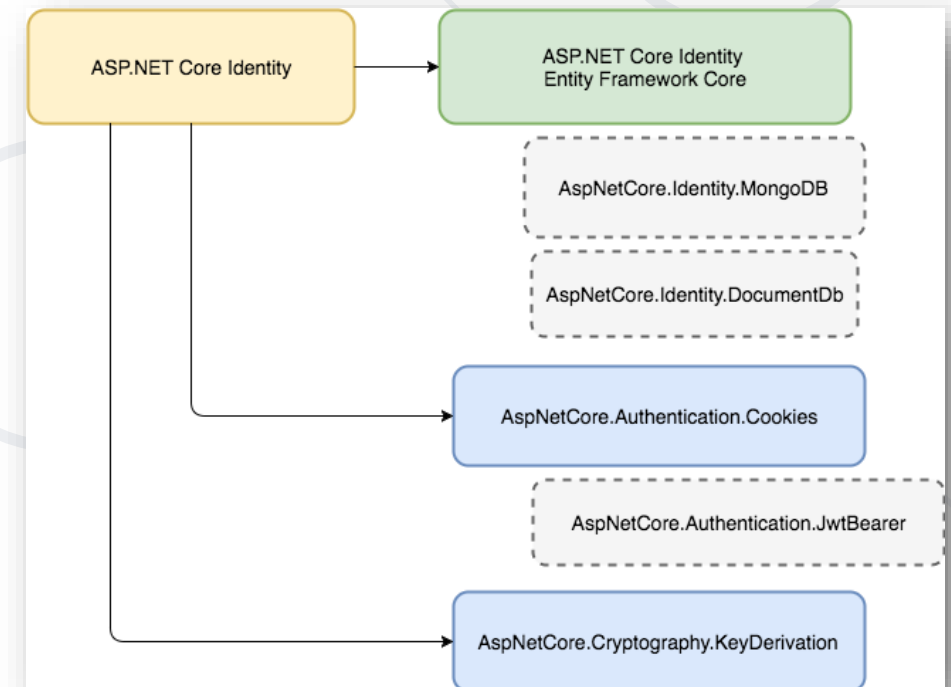 ASP.NET Core Identity
ASP.NET Core Identity
Entity Framework Core
AspNetCore.Identity.MongoDB
AspNetCore.Identity.DocumentDb
AspNetCore.Authentication.Cookies
AspNetCore.Authentication.JwtBearer
AspNetCore.Cryptography.KeyDerivation